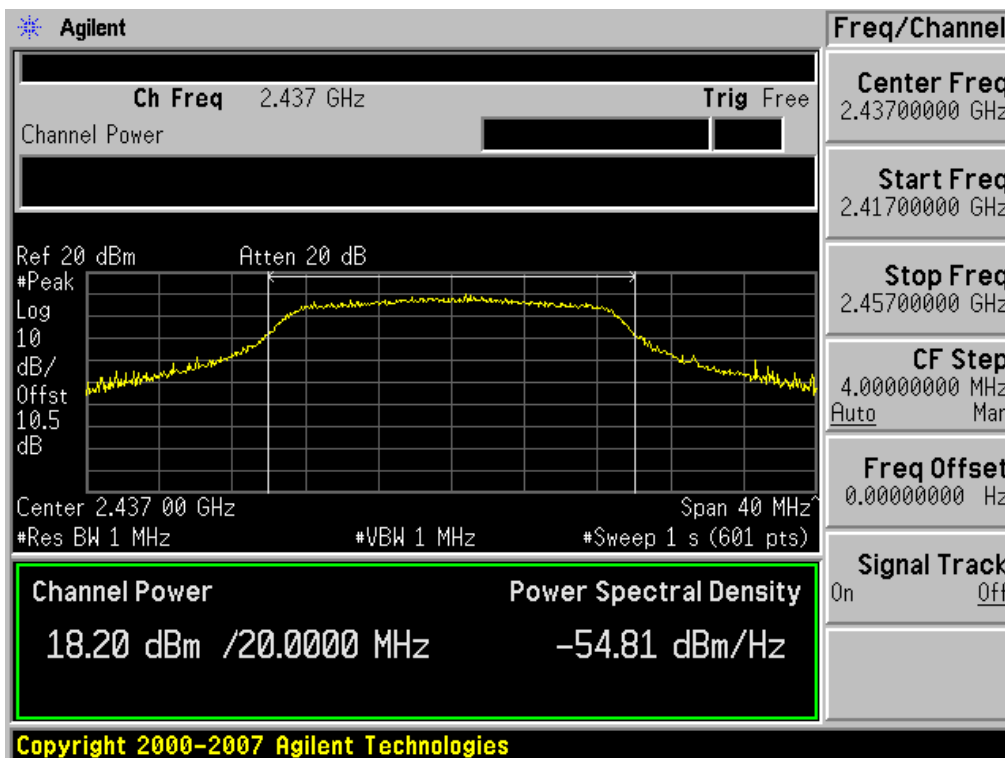 Agilent
Freq/Channel
Ch Freq 2.437 GHz Trig Free
Channel Power
Center Freq
2.43700000 GHz
Start Freq
2.41700000 GHz
Stop Freq
2.45700000 GHz
CF Step
4.00000000 MHz
Auto Man
Freq Offset
0.00000000 Hz
Signal Track
On Off
Ref 20 dBm Atten 20 dB
#Peak
Log
10
dB/
Offst
10.5
dB
Center 2.437 00 GHz Span 40 MHz^
#Res BW 1 MHz #VBW 1 MHz #Sweep 1 s (601 pts)
Channel Power Power Spectral Density
18.20 dBm /20.0000 MHz -54.81 dBm/Hz
Copyright 2000-2007 Agilent Technologies